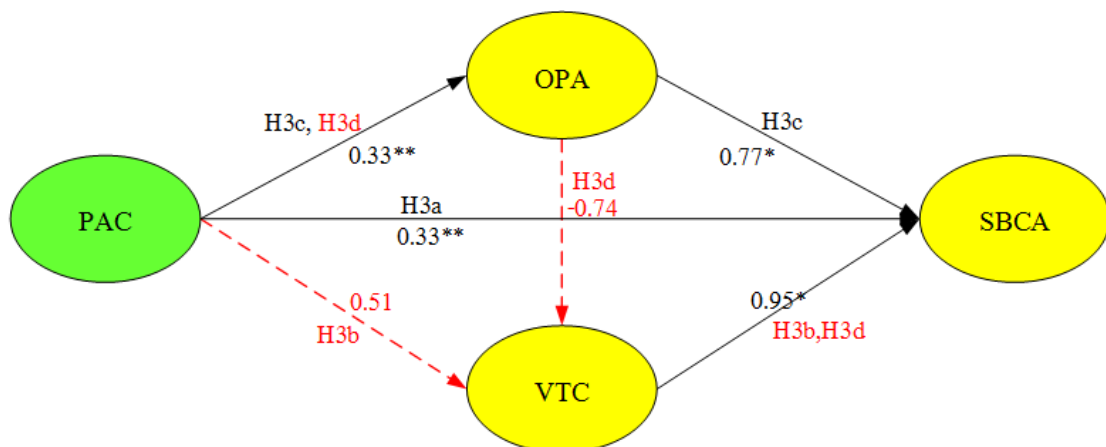 OPA
H3c, H3d
0.33**
H3c
0.77*
H3d
-0.74
PAC
H3a
0.33**
SBCA
0.51
H3b
0.95*
H3b,H3d
VTC